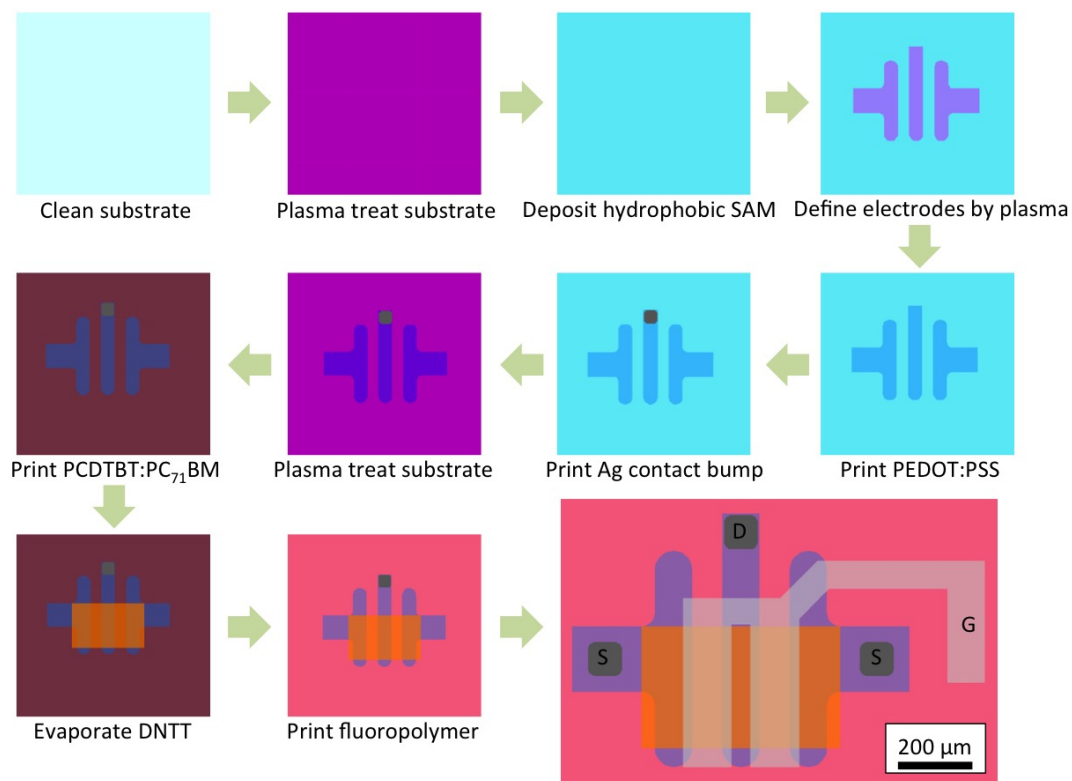 Clean substrate
Plasma treat substrate
Deposit hydrophobic SAM
Define electrodes by plasma
Print PCDTBT:PC₇₁BM
Plasma treat substrate
Print Ag contact bump
Print PEDOT:PSS
D
G
S
S
200 µm
Evaporate DNTT
Print fluoropolymer